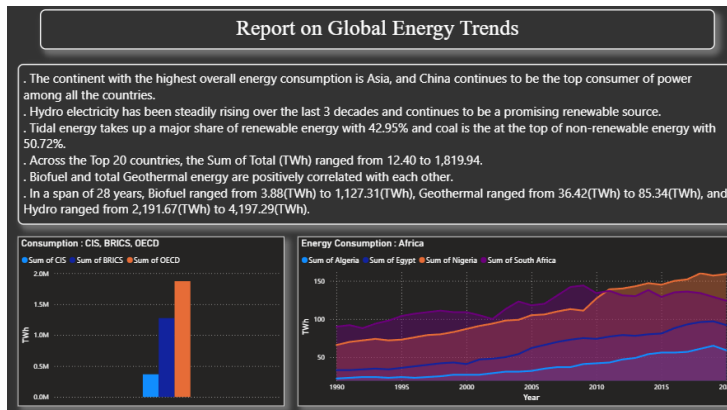 Report on Global Energy Trends
. The continent with the highest overall energy consumption is Asia, and China continues to be the top consumer of power
among all the countries.
. Hydro electricity has been steadily rising over the last 3 decades and continues to be a promising renewable source.
. Tidal energy takes up a major share of renewable energy with 42.95% and coal is the at the top of non-renewable energy with
50.72%.
. Across the Top 20 countries, the Sum of Total (TWh) ranged from 12.40 to 1,819.94.
. Biofuel and total Geothermal energy are positively correlated with each other.
. In a span of 28 years, Biofuel ranged from 3.88(TWh) to 1,127.31(TWh), Geothermal ranged from 36.42(TWh) to 85.34(TWh), and
Hydro ranged from 2,191.67(TWh) to 4,197.29(TWh).
Consumption : CIS, BRICS, OECD
Sum of CIS Sum of BRICS Sum of OECD
2.0M
1.5M
1.0M
0.5M
0.0M
TWh
Energy Consumption : Africa
Sum of Algeria Sum of Egypt Sum of Nigeria Sum of South Africa
150
100
50
TWh
1990 1995 2000 2005 2010 2015
Year